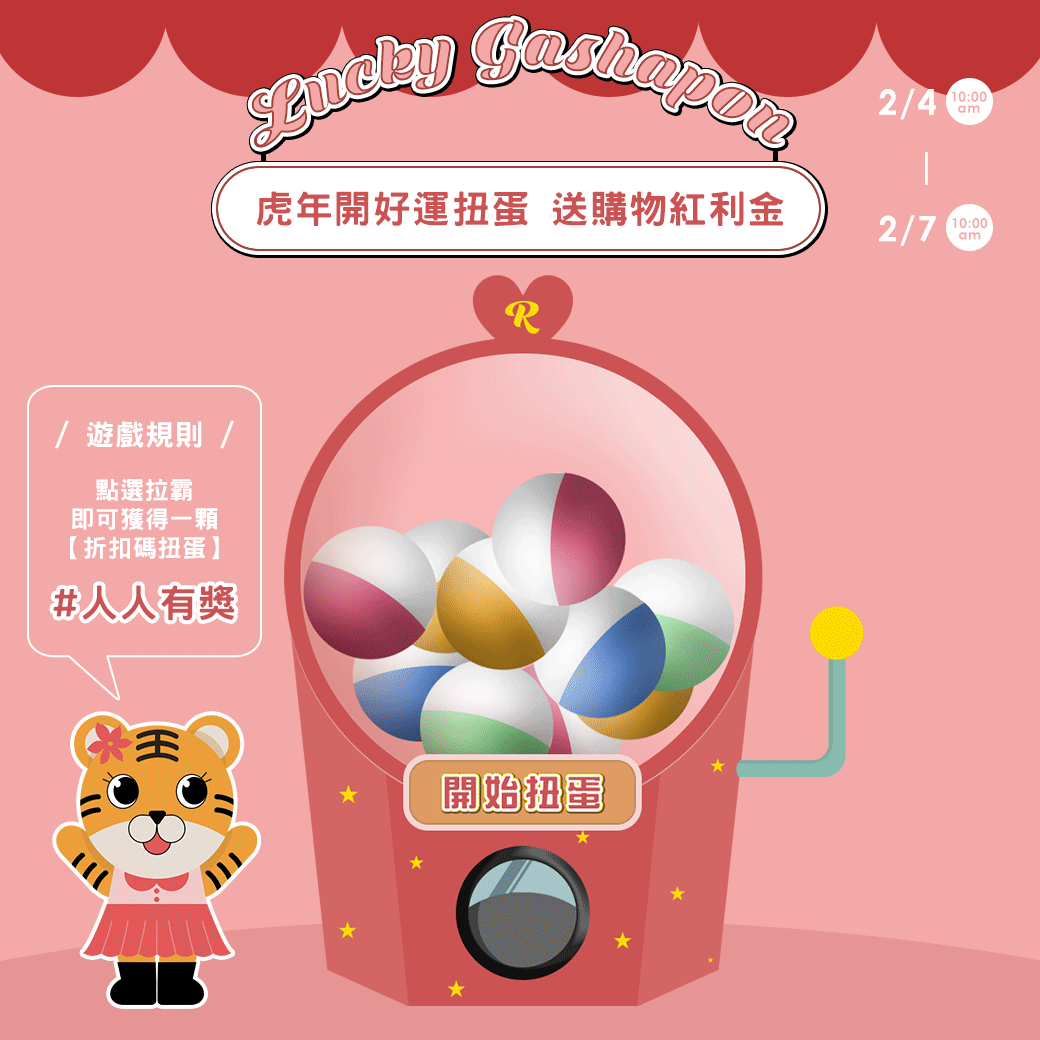 Lucky Gashapon
2/4 10:00 am
2/7 10:00 am
虎年開好運扭蛋 送購物紅利金
R
/ 遊戲規則 /
點選拉霸
即可獲得一顆
【折扣碼扭蛋】
#人人有獎
王
開始扭蛋